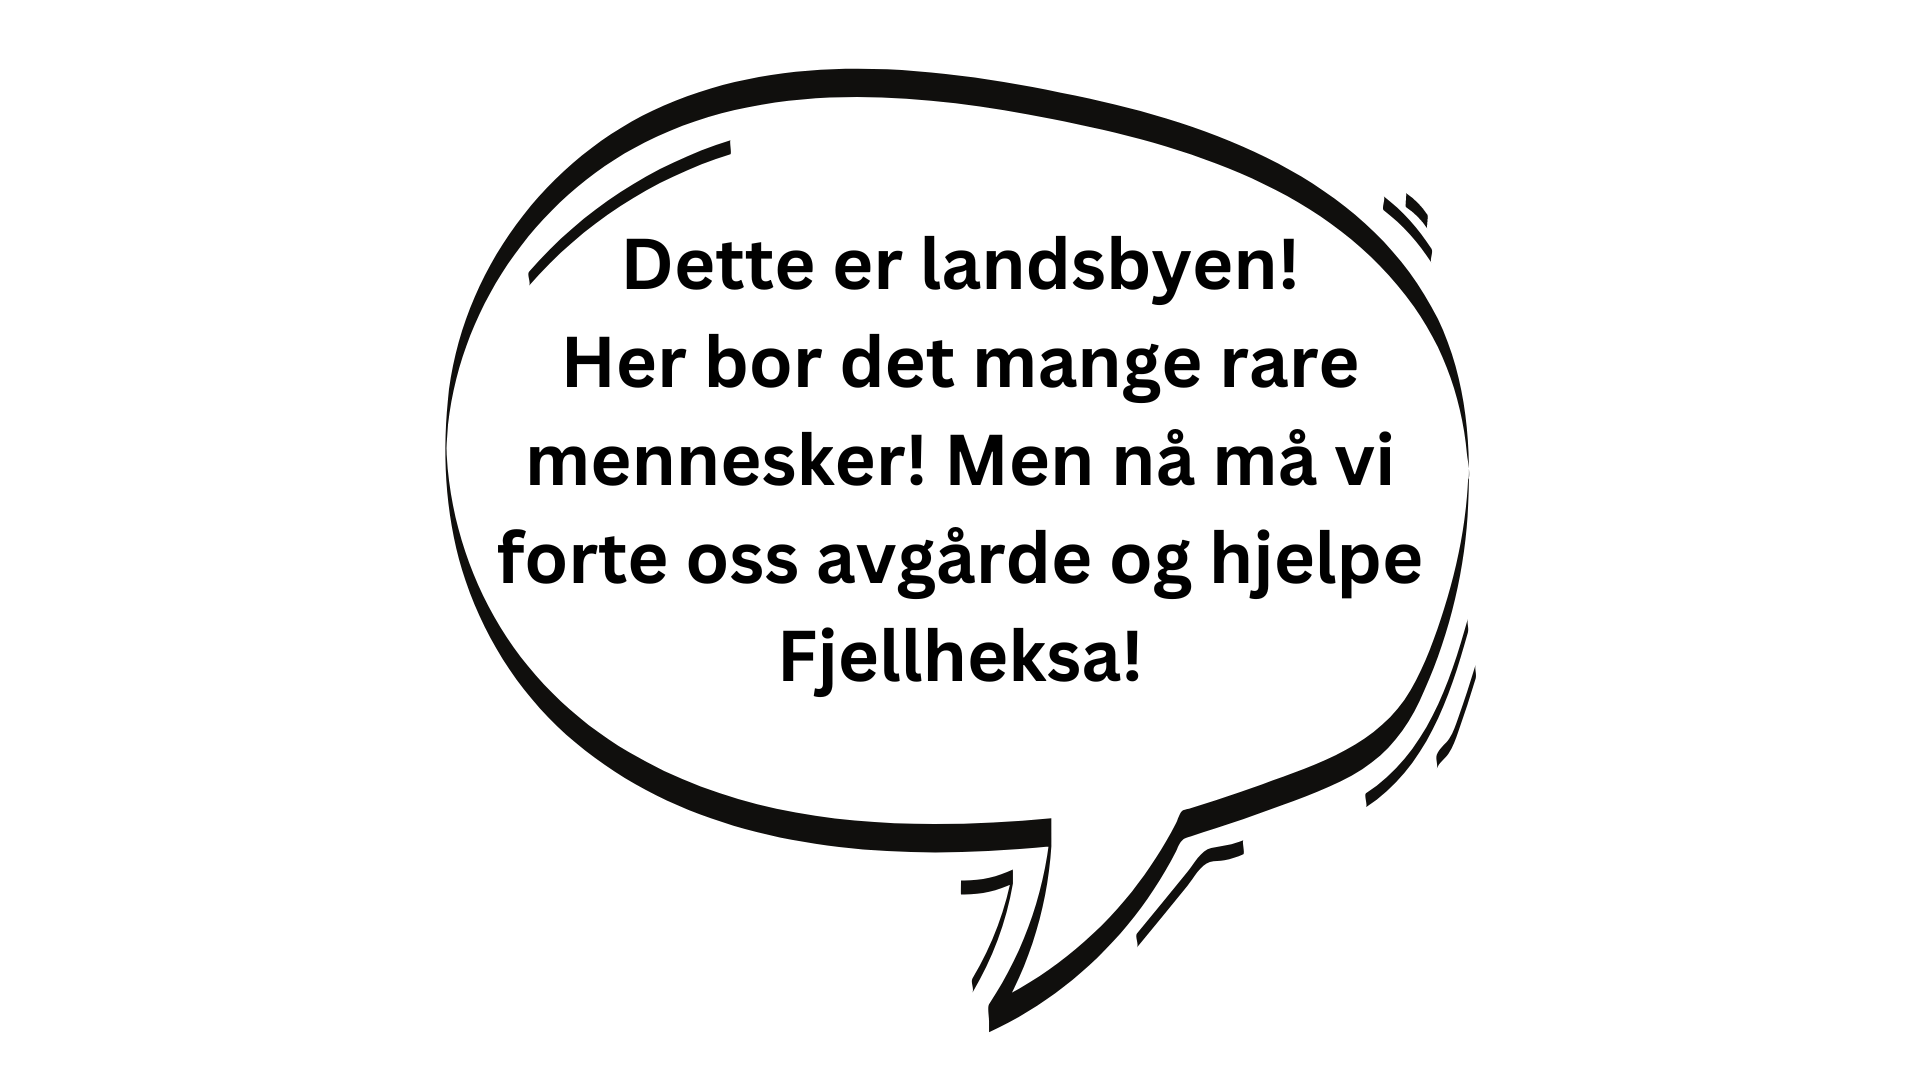 Dette er landsbyen!
Her bor det mange rare
mennesker! Men nå må vi
forte oss avgårde og hjelpe
Fjellheksa!